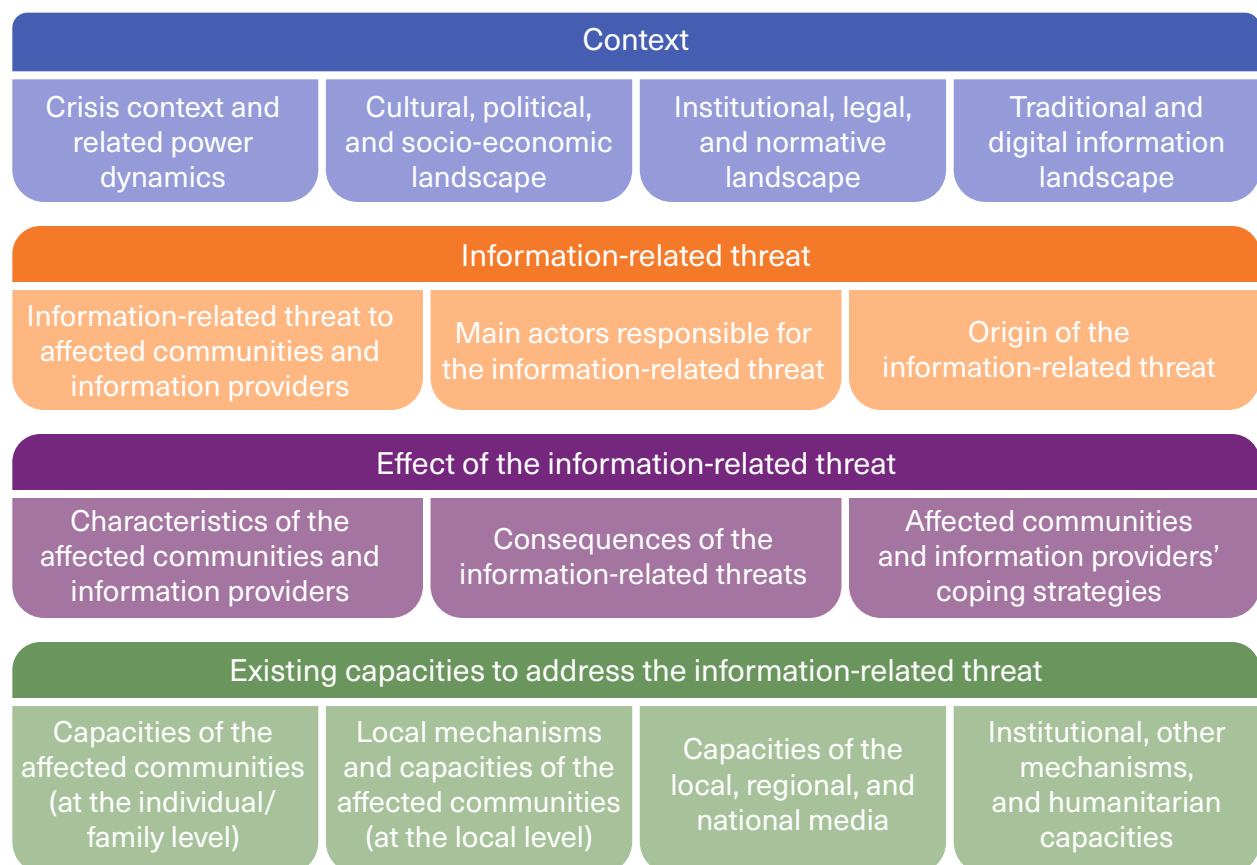 Context
Crisis context and
related power
dynamics
Cultural, political,
and socio-economic
landscape
Institutional, legal,
and normative
landscape
Traditional and
digital information
landscape
Information-related threat
Information-related threat to
affected communities and
information providers
Main actors responsible for
the information-related threat
Origin of the
information-related threat
Effect of the information-related threat
Characteristics of the
affected communities and
information providers
Consequences of the
information-related threats
Affected communities
and information providers’
coping strategies
Existing capacities to address the information-related threat
Capacities of the
affected communities
(at the individual/
family level)
Local mechanisms
and capacities of the
affected communities
(at the local level)
Capacities of the
local, regional, and
national media
Institutional, other
mechanisms,
and humanitarian
capacities